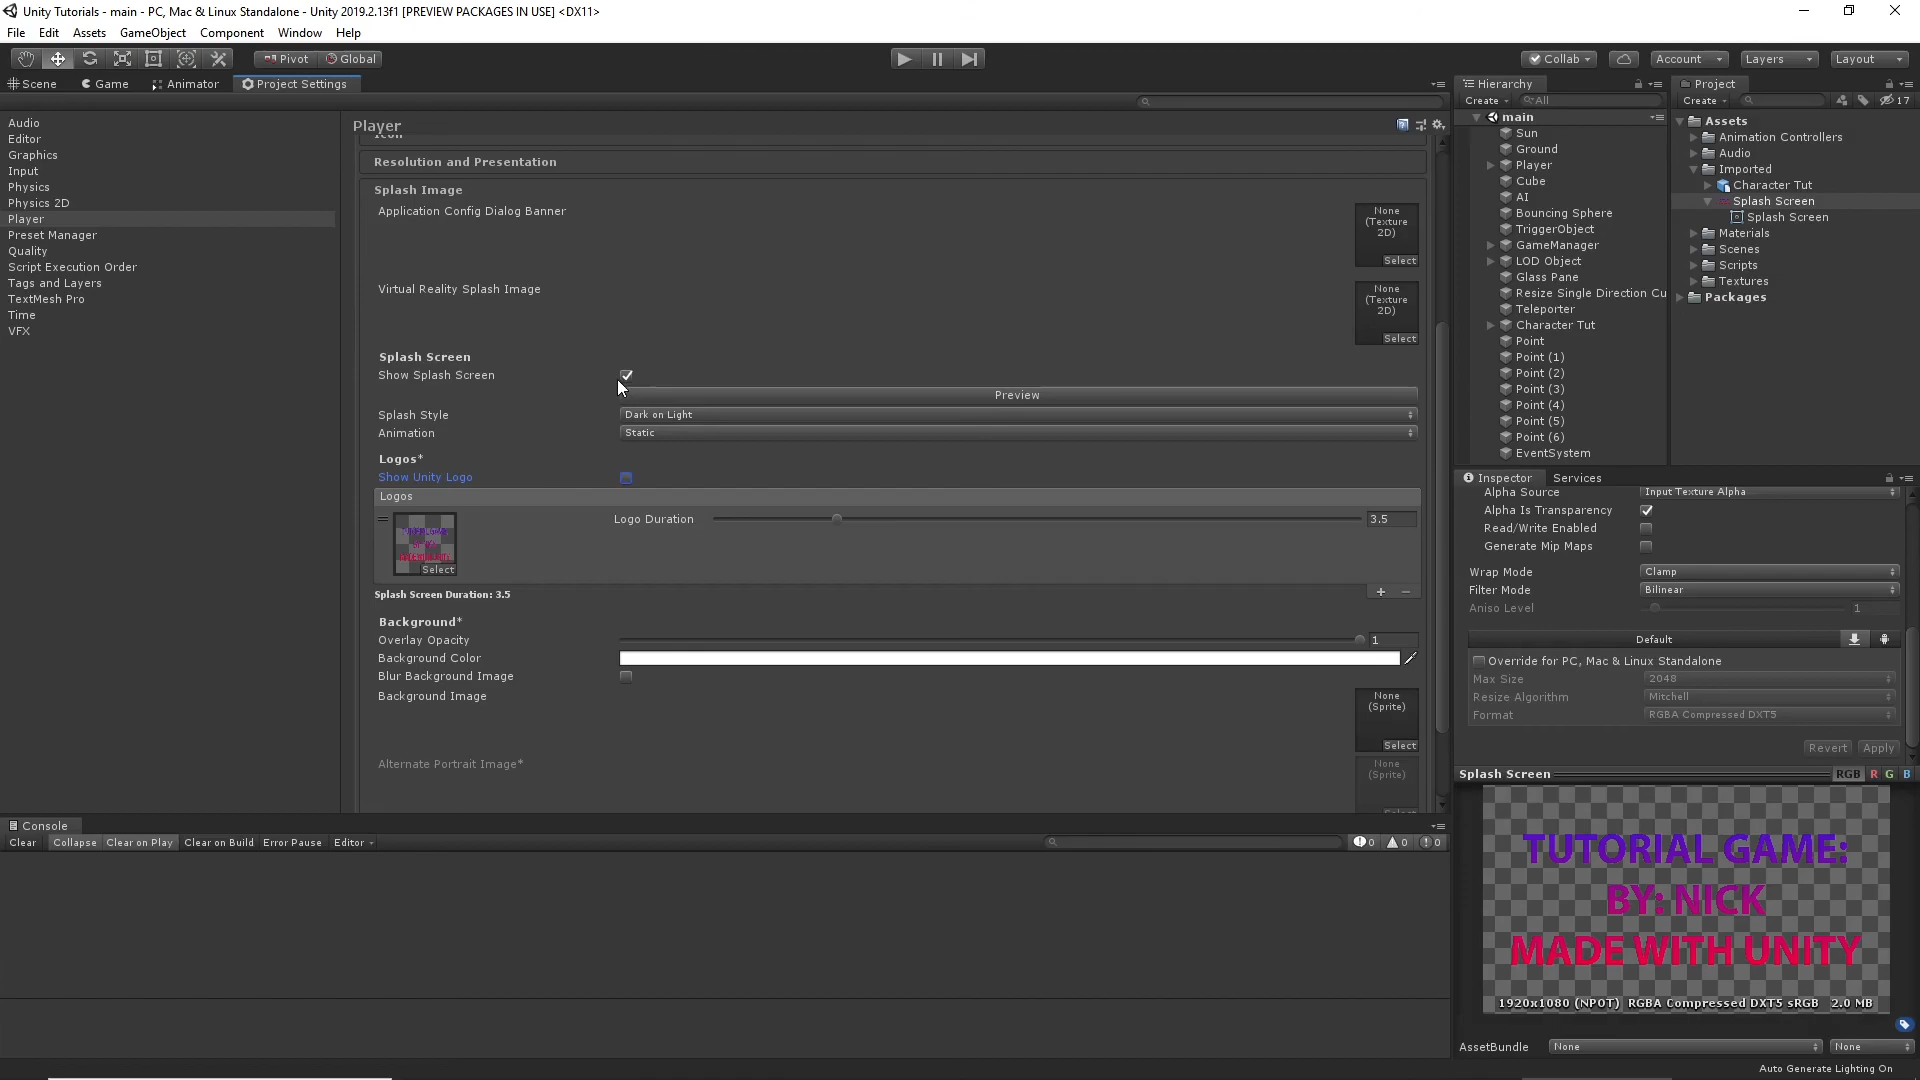 Unity Tutorials - main - PC, Mac & Linux Standalone - Unity 2019.2.13f1 [PREVIEW PACKAGES IN USE] <DX11>
File Edit Assets GameObject Component Window Help
Pivot Global Collab Account Layers Layout
Scene Game Animator Project Settings
Audio
Editor
Graphics
Input
Physics
Physics 2D
Player
Preset Manager
Quality
Script Execution Order
Tags and Layers
TextMesh Pro
Time
VFX
Player
Icon
Resolution and Presentation
Splash Image
Application Config Dialog Banner
None
(Texture
2D)
Select
Virtual Reality Splash Image
None
(Texture
2D)
Select
Splash Screen
Show Splash Screen
Preview
Splash Style Dark on Light
Animation Static
Logos*
Show Unity Logo
Logos
Logo Duration 3.5
TUTORIAL GAME:
BY: NICK
MADE WITH UNITY
Select
Splash Screen Duration: 3.5
+ −
Background*
Overlay Opacity 1
Background Color
Blur Background Image
Background Image
None
(Sprite)
Select
Alternate Portrait Image*
None
(Sprite)
Console
Clear Collapse Clear on Play Clear on Build Error Pause Editor
0 0 0
Hierarchy
Create All
main
Sun
Ground
Player
Cube
AI
Bouncing Sphere
TriggerObject
GameManager
LOD Object
Glass Pane
Resize Single Direction Cu
Teleporter
Character Tut
Point
Point (1)
Point (2)
Point (3)
Point (4)
Point (5)
Point (6)
EventSystem
Project
Create 17
Assets
Animation Controllers
Audio
Imported
Character Tut
Splash Screen
Splash Screen
Materials
Scenes
Scripts
Textures
Packages
Inspector Services
Alpha Source Input Texture Alpha
Alpha Is Transparency
Read/Write Enabled
Generate Mip Maps
Wrap Mode Clamp
Filter Mode Bilinear
Aniso Level 1
Default
Override for PC, Mac & Linux Standalone
Max Size 2048
Resize Algorithm Mitchell
Format RGBA Compressed DXT5
Revert Apply
Splash Screen RGB R G B
TUTORIAL GAME:
BY: NICK
MADE WITH UNITY
1920x1080 (NPOT) RGBA Compressed DXT5 sRGB 2.0 MB
AssetBundle None None
Auto Generate Lighting On